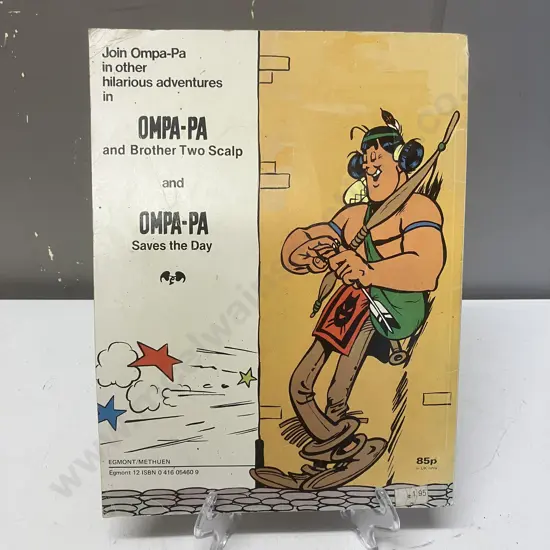 Join Ompa-Pa
in other
hilarious adventures
in
OMPA-PA
and Brother Two Scalp
and
OMPA-PA
Saves the Day
EGMONT/METHUEN
Egmont 12 ISBN 0 416 05460 9
85p